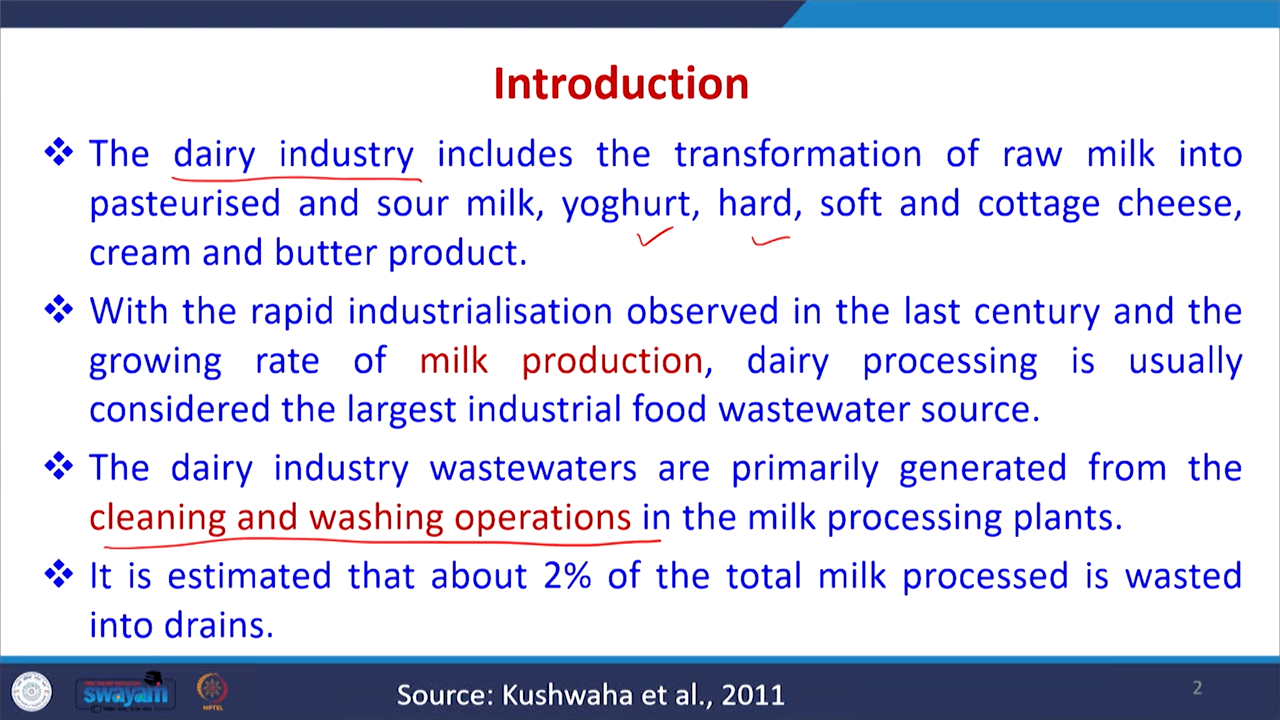 Introduction
❖ The dairy industry includes the transformation of raw milk into
pasteurised and sour milk, yoghurt, hard, soft and cottage cheese,
cream and butter product.
❖ With the rapid industrialisation observed in the last century and the
growing rate of milk production, dairy processing is usually
considered the largest industrial food wastewater source.
❖ The dairy industry wastewaters are primarily generated from the
cleaning and washing operations in the milk processing plants.
❖ It is estimated that about 2% of the total milk processed is wasted
into drains.
swayam
NPTEL
Source: Kushwaha et al., 2011
2